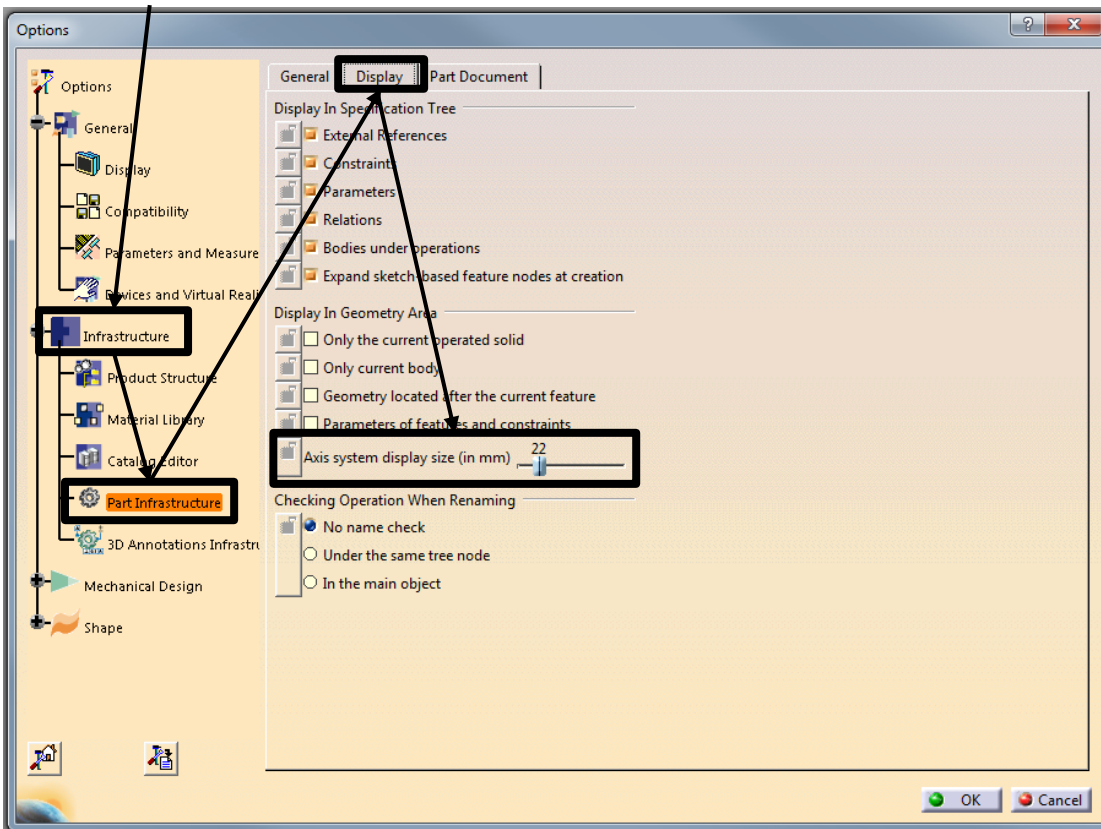 Options
Options
General
Display
Compatibility
Parameters and Measure
Devices and Virtual Reali
Infrastructure
Product Structure
Material Library
Catalog Editor
Part Infrastructure
3D Annotations Infrastru
Mechanical Design
Shape
General Display Part Document
Display In Specification Tree
External References
Constraints
Parameters
Relations
Bodies under operations
Expand sketch-based feature nodes at creation
Display In Geometry Area
Only the current operated solid
Only current body
Geometry located after the current feature
Parameters of features and constraints
Axis system display size (in mm) 22
Checking Operation When Renaming
No name check
Under the same tree node
In the main object
OK Cancel